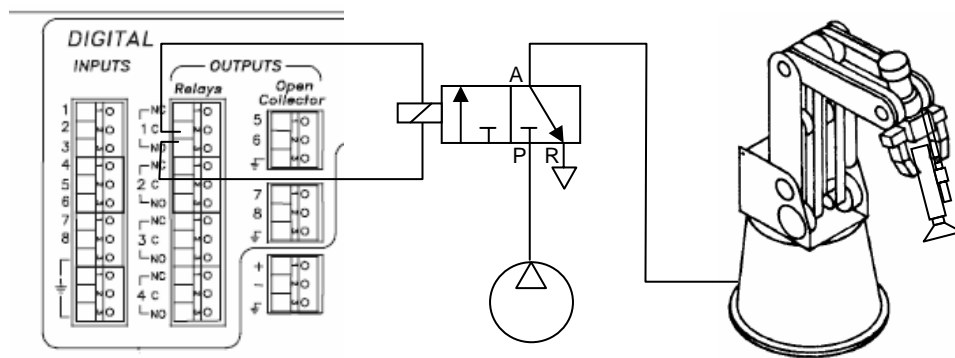 DIGITAL
INPUTS
OUTPUTS
Relays
Open
Collector
1
2
3
4
5
6
7
8
NC
1 C
NO
NC
2 C
NO
NC
3 C
NO
NC
4 C
NO
5
6
7
8
+
-
A
P
R